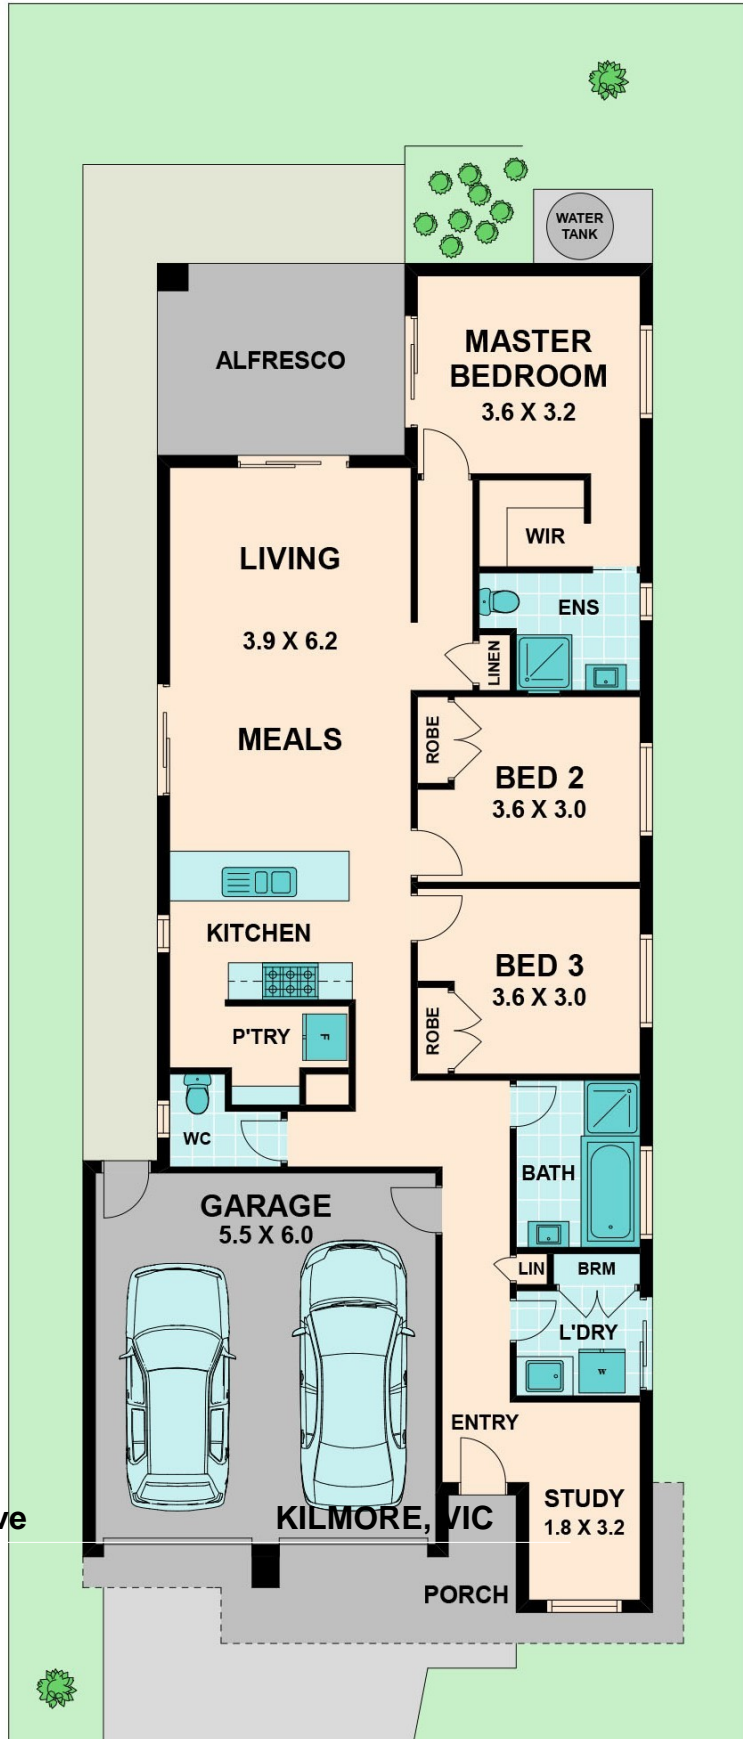 WATER
TANK
MASTER
BEDROOM
3.6 X 3.2
ALFRESCO
LIVING
3.9 X 6.2
WIR
ENS
LINEN
MEALS
ROBE
BED 2
3.6 X 3.0
KITCHEN
BED 3
3.6 X 3.0
ROBE
P'TRY
F
WC
BATH
GARAGE
5.5 X 6.0
LIN
BRM
L'DRY
W
ENTRY
STUDY
1.8 X 3.2
ve
KILMORE, VIC
PORCH